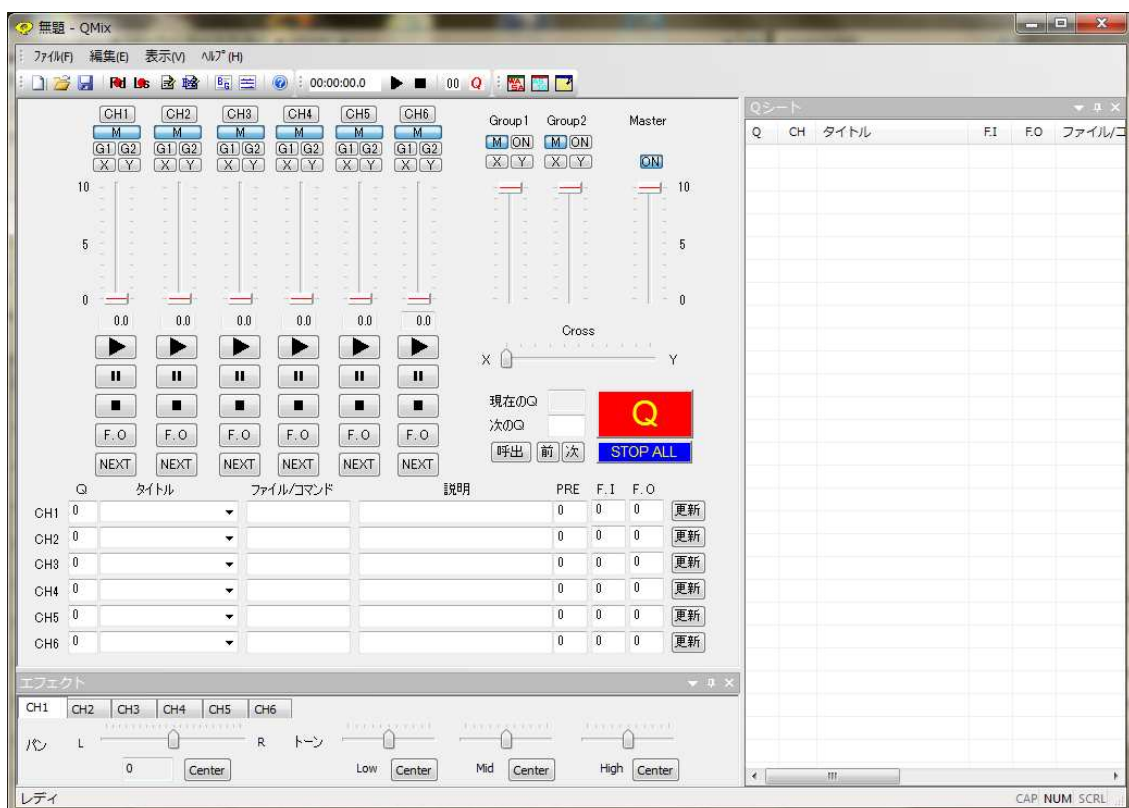 無題 - QMix
ファイル(F) 編集(E) 表示(V) ヘルプ(H)
00:00:00.0 00 Q
CH1 CH2 CH3 CH4 CH5 CH6
M M M M M M
G1 G2 G1 G2 G1 G2 G1 G2 G1 G2 G1 G2
X Y X Y X Y X Y X Y X Y
10
5
0
0.0 0.0 0.0 0.0 0.0 0.0
F.O F.O F.O F.O F.O F.O
NEXT NEXT NEXT NEXT NEXT NEXT
Group1 Group2 Master
M ON M ON
X Y X Y ON
10
5
0
Cross
X Y
現在のQ
次のQ
呼出 前 次
Q
STOP ALL
Q タイトル ファイル/コマンド 説明 PRE F.I F.O
CH1 0 0 0 0 更新
CH2 0 0 0 0 更新
CH3 0 0 0 0 更新
CH4 0 0 0 0 更新
CH5 0 0 0 0 更新
CH6 0 0 0 0 更新
エフェクト
CH1 CH2 CH3 CH4 CH5 CH6
パン L R トーン
0 Center Low Center Mid Center High Center
Qシート
Q CH タイトル F.I F.O ファイル/コ
レディ CAP NUM SCRL